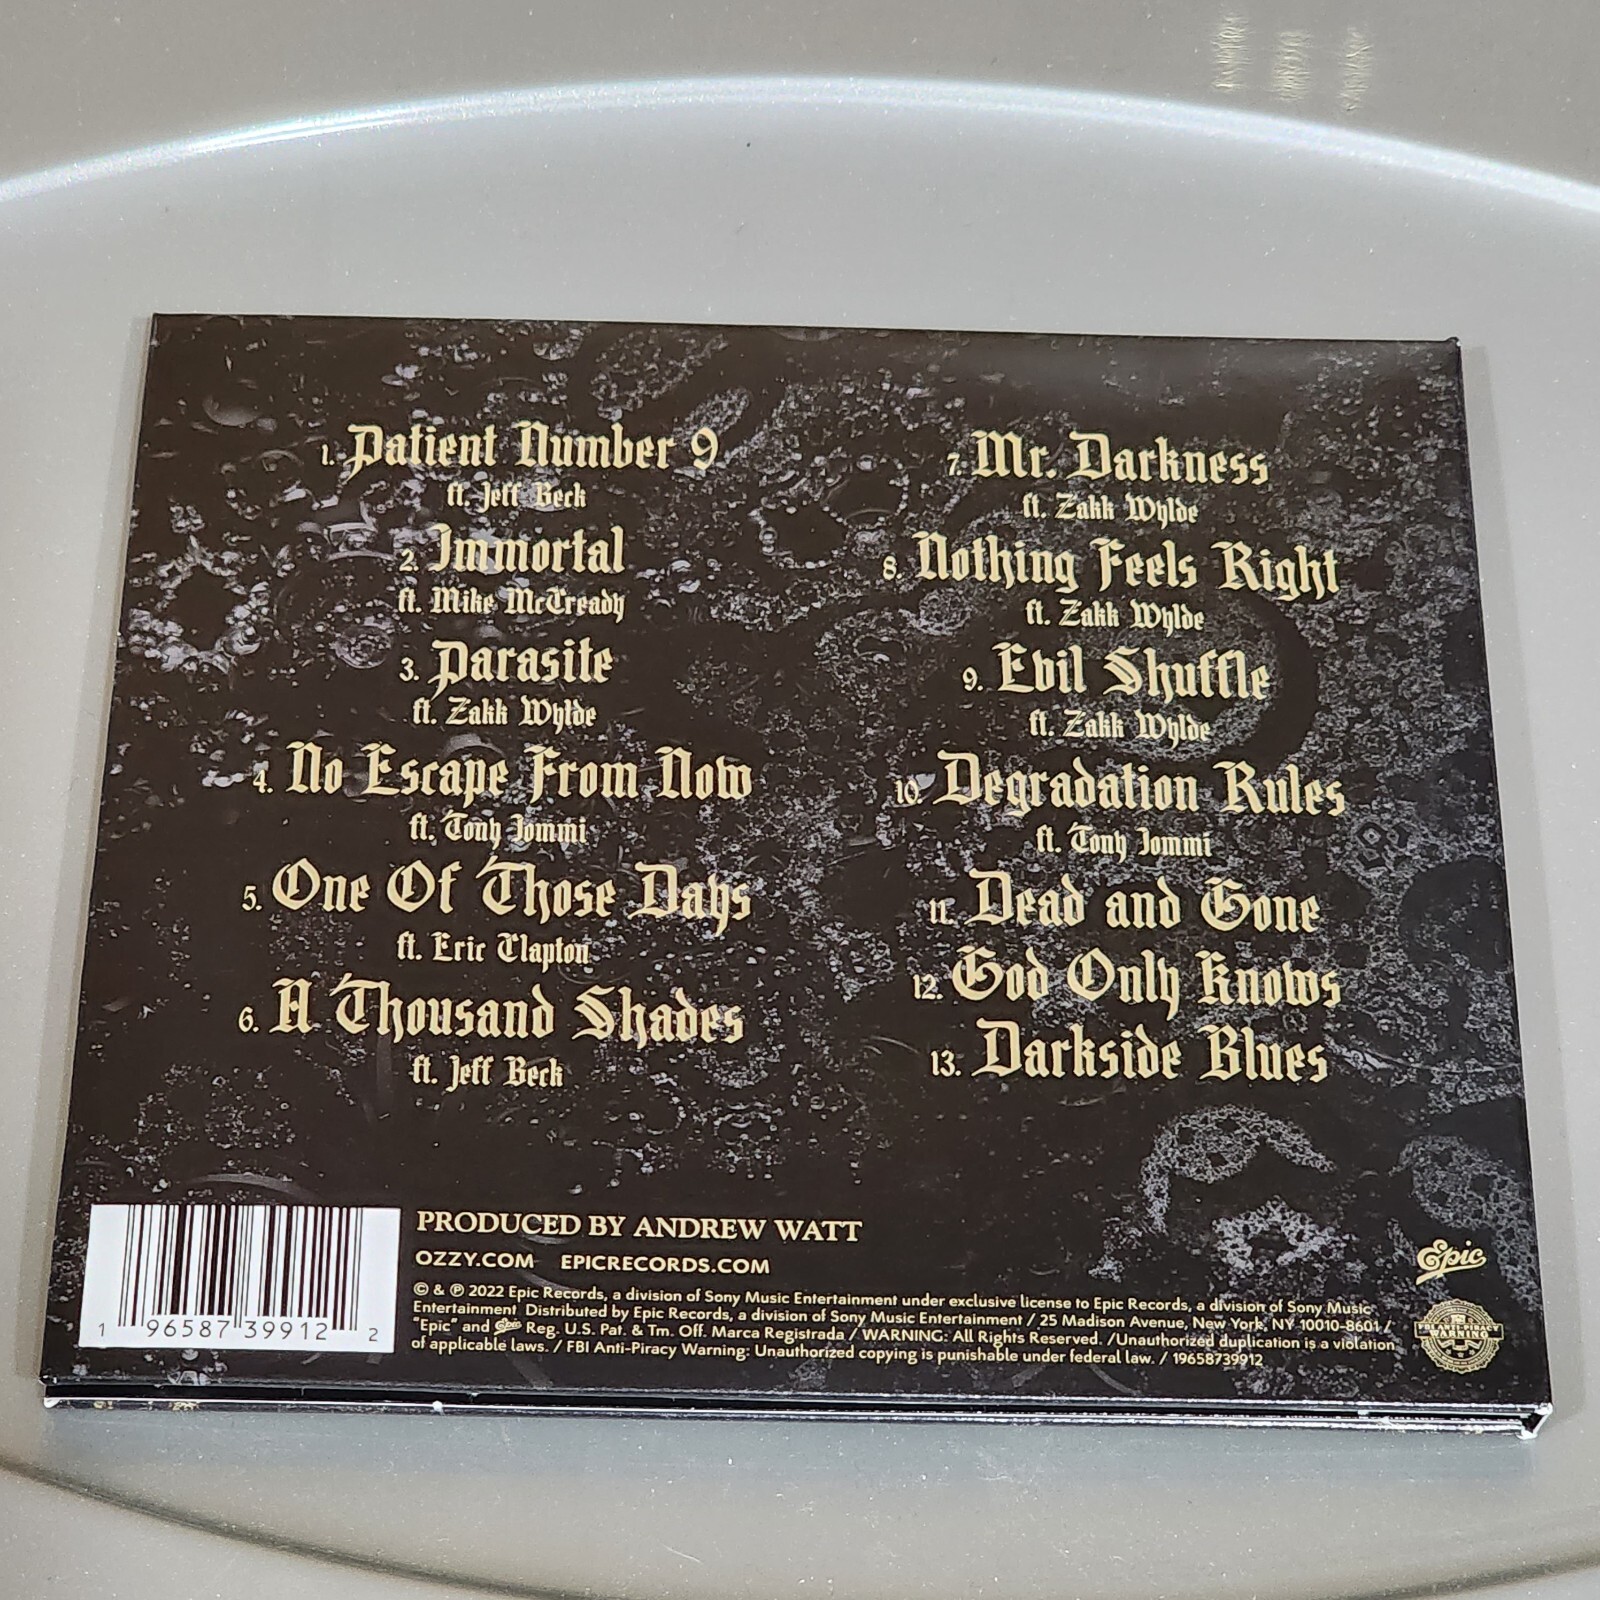 1. Patient Number 9
ft. Jeff Beck
2. Immortal
ft. Mike McCready
3. Parasite
ft. Zakk Wylde
4. No Escape From Now
ft. Tony Iommi
5. One Of Those Days
ft. Eric Clapton
6. A Thousand Shades
ft. Jeff Beck
7. Mr. Darkness
ft. Zakk Wylde
8. Nothing Feels Right
ft. Zakk Wylde
9. Evil Shuffle
ft. Zakk Wylde
10. Degradation Rules
ft. Tony Iommi
11. Dead and Gone
12. God Only Knows
13. Darkside Blues
1 96587 39912 2
PRODUCED BY ANDREW WATT
OZZY.COM EPICRECORDS.COM
© & ℗ 2022 Epic Records, a division of Sony Music Entertainment under exclusive license to Epic Records, a division of Sony Music
Entertainment Distributed by Epic Records, a division of Sony Music Entertainment / 25 Madison Avenue, New York, NY 10010-8601 /
"Epic" and Epic Reg. U.S. Pat. & Tm. Off. Marca Registrada / WARNING: All Rights Reserved. /Unauthorized duplication is a violation
of applicable laws. / FBI Anti-Piracy Warning: Unauthorized copying is punishable under federal law. / 19658739912
Epic
FBI ANTI-PIRACY
WARNING